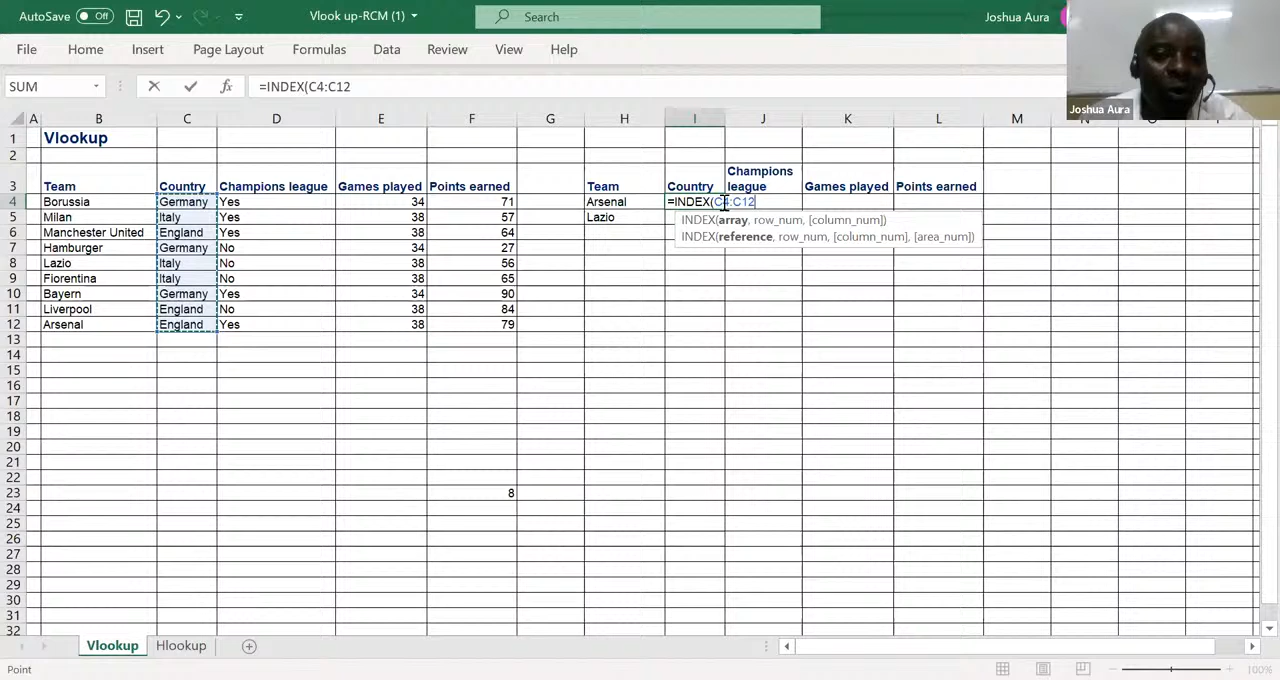 AutoSave Off Vlook up-RCM (1) Search Joshua Aura
File Home Insert Page Layout Formulas Data Review View Help
Joshua Aura
SUM fx =INDEX(C4:C12
A B C D E F G H I J K L M
1 Vlookup
2
3 Team Country Champions league Games played Points earned Team Country Champions league Games played Points earned
4 Borussia Germany Yes 34 71 Arsenal =INDEX(C4:C12
5 Milan Italy Yes 38 57 Lazio INDEX(array, row_num, [column_num])
6 Manchester United England Yes 38 64 INDEX(reference, row_num, [column_num], [area_num])
7 Hamburger Germany No 34 27
8 Lazio Italy No 38 56
9 Fiorentina Italy No 38 65
10 Bayern Germany Yes 34 90
11 Liverpool England No 38 84
12 Arsenal England Yes 38 79
13
14
15
16
17
18
19
20
21
22
23 8
24
25
26
27
28
29
30
31
32
Vlookup Hlookup
Point 100%